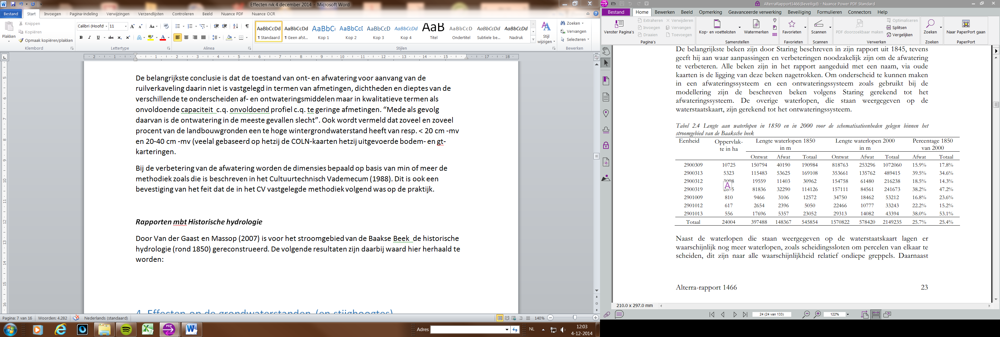 Effecten rvk 4 december 2014 - Microsoft Word
Bestand Start Invoegen Pagina-indeling Verwijzingen Verzendlijsten Controleren Beeld Nuance PDF Nuance OCR
Plakken
Knippen
Kopiëren
Opmaak kopiëren/plakken
Klembord
Calibri (Hoofd 11
Lettertype
Alinea
AaBbCcDd AaBbCcDd AaBbC AaBbCcI AaBbCcD AaBbCcDd AaB AaBbCcD AaBbCcDd AaBbCcDd
¶ Standaard ¶ Geen afst... Kop 1 Kop 2 Kop 3 Kop 4 Titel Ondertitel Subtiele be... Nadruk
Stijl wijzigen
Stijlen
Zoeken
Vervangen
Selecteren
Bewerken
De belangrijkste conclusie is dat de toestand van ont- en afwatering voor aanvang van de
ruilverkaveling daarin niet is vastgelegd in termen van afmetingen, dichtheden en dieptes van de
verschillende te onderscheiden af- en ontwateringsmiddelen maar in kwalitatieve termen als
onvoldoende capaciteit c.q. onvoldoend profiel c.q. te geringe afmetingen. “Mede als gevolg
daarvan is de ontwatering in de meeste gevallen slecht”. Ook wordt vermeld dat zoveel en zoveel
procent van de landbouwgronden een te hoge wintergrondwaterstand heeft van resp. < 20 cm -mv
en 20-40 cm -mv (veelal gebaseerd op hetzij de COLN-kaarten hetzij uitgevoerde bodem- en gt-
karteringen.
Bij de verbetering van de afwatering worden de dimensies bepaald op basis van min of meer de
methodiek zoals die is beschreven in het Cultuurtechnisch Vademecum (1988). Dit is ook een
bevestiging van het feit dat de in het CV vastgelegde methodiek volgend was op de praktijk.
Rapporten mbt Historische hydrologie
Door Van der Gaast en Massop (2007) is voor het stroomgebied van de Baakse Beek de historische
hydrologie (rond 1850) gereconstrueerd. De volgende resultaten zijn daarbij waard hier herhaald te
worden:
4 Effecten op de grondwaterstanden (en stijghoogtes)
Pagina: 7 van 16 Woorden: 4.282 Nederlands (standaard) 140%
Adres NL 12:03
4-12-2014
AlterraRapport1466(Beveiligd) - Nuance Power PDF Standard
Bestand Home Bewerken Beeld Opmerking Geavanceerde verwerking Beveiliging Formulieren Connectors Help
Venster Pagina's
Extraheren Verwijderen
Invoegen Vervangen
Draaien Toevoegen
Pagina's
Kop- en voetteksten Watermerken
Samenstellen
Favorieten
Favorieten
Scannen
Scannen
PDF doorzoekbaar maken
Optimaliseren
Splitsen
Vergelijken
Verwerken
Zoeken
Zoeken
Naar PaperPort gaan
PaperPort
De belangrijkste beken zijn door Staring beschreven in zijn rapport uit 1845, tevens
geeft hij aan waar aanpassingen en verbeteringen noodzakelijk zijn om de afwatering
te verbeteren. Alle beken zijn in het rapport aangeduid met een naam, via oude
kaarten is de ligging van deze beken nagetrokken. Om onderscheid te kunnen maken
in een afwateringssysteem en een ontwateringssysteem zoals gebruikt bij de
modellering zijn de beschreven beken volgens Staring gerekend tot het
afwateringssysteem. De overige waterlopen, die staan weergegeven op de
waterstaatskaart, zijn gerekend tot het ontwateringssysteem.
Tabel 2.4 Lengte aan waterlopen in 1850 en in 2000 voor de schematisatieenheden gelegen binnen het
stroomgebied van de Baaksche beek
Eenheid Oppervlak- Lengte waterlopen 1850 Lengte waterlopen 2000 Percentage 1850
te in ha in m in m van 2000
Ontwat Afwat Totaal Ontwat Afwat Totaal Afwat Totaal
2900309 10725 150794 40190 190984 818763 253296 1072060 15.9% 17.8%
2900313 5323 115483 53625 169108 353661 135762 489415 39.5% 34.6%
2900312 19559 11403 30962 154758 61480 216238 18.5% 14.3%
2900319 81836 32290 114126 157111 84561 241673 38.2% 47.2%
2901009 810 9466 3106 12572 34750 18462 53212 16.8% 23.6%
2901012 617 2654 2396 5050 22466 10777 33243 22.2% 15.2%
2901013 556 17696 5357 23052 29313 14082 43394 38.0% 53.1%
Totaal 24004 397488 148367 545854 1570822 578420 2149235 25.7% 25.4%
Naast de waterlopen die staan weergegeven op de waterstaatskaart lagen er
waarschijnlijk nog meer waterlopen, zoals scheidingssloten om percelen van elkaar te
scheiden, dit zijn naar alle waarschijnlijkheid relatief ondiepe greppels. Daarnaast
Alterra-rapport 1466 23
210.0 x 297.0 mm
24 (24 van 133) 122%